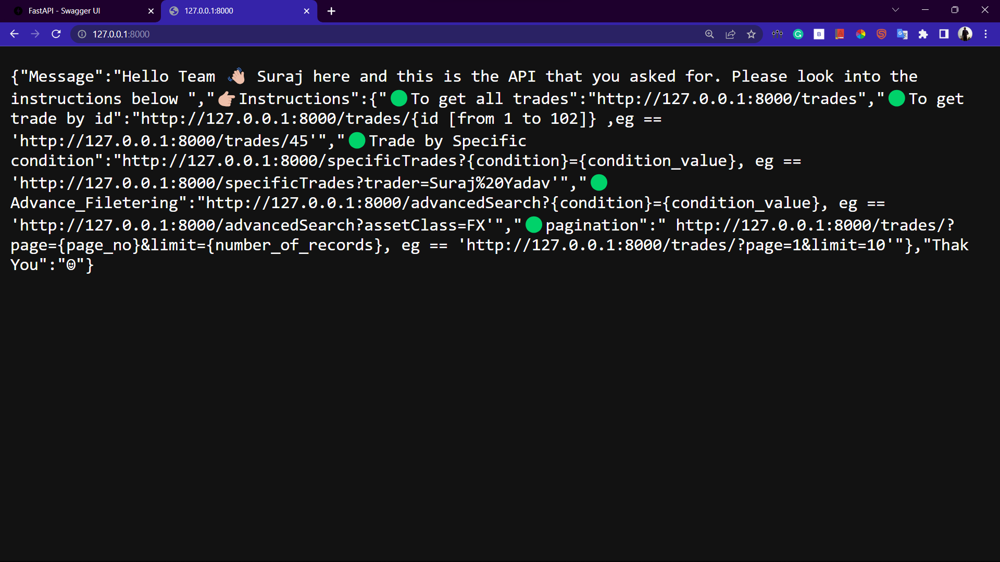 FastAPI - Swagger UI
127.0.0.1:8000
127.0.0.1:8000
{"Message":"Hello Team 👋🏻 Suraj here and this is the API that you asked for. Please look into the
instructions below ","👉🏻Instructions":{"🟢To get all trades":"http://127.0.0.1:8000/trades","🟢To get
trade by id":"http://127.0.0.1:8000/trades/{id [from 1 to 102]} ,eg ==
'http://127.0.0.1:8000/trades/45'","🟢Trade by Specific
condition":"http://127.0.0.1:8000/specificTrades?{condition}={condition_value}, eg ==
'http://127.0.0.1:8000/specificTrades?trader=Suraj%20Yadav'","🟢
Advance_Filetering":"http://127.0.0.1:8000/advancedSearch?{condition}={condition_value}, eg ==
'http://127.0.0.1:8000/advancedSearch?assetClass=FX'","🟢pagination":" http://127.0.0.1:8000/trades/?
page={page_no}&limit={number_of_records}, eg == 'http://127.0.0.1:8000/trades/?page=1&limit=10'"},"Thak
You":"☺"}